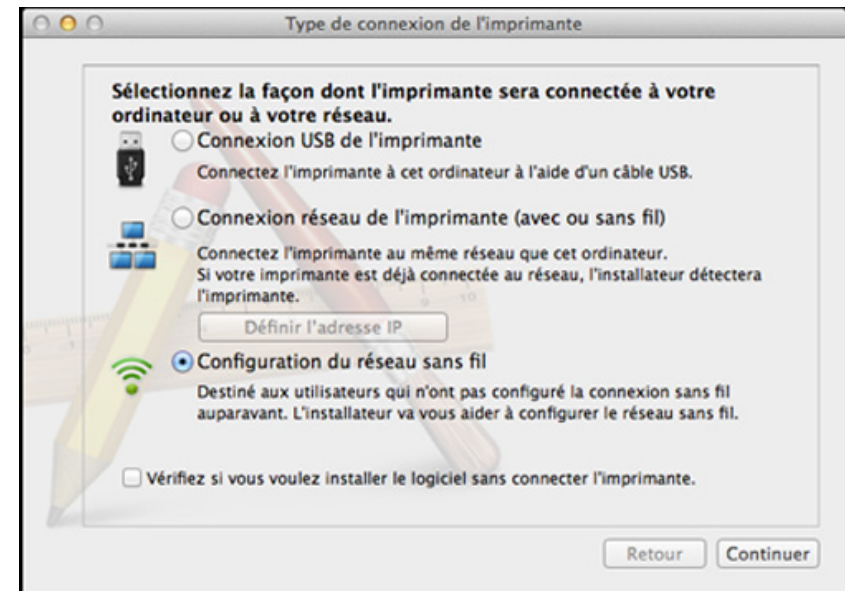 Type de connexion de l'imprimante
Sélectionnez la façon dont l'imprimante sera connectée à votre
ordinateur ou à votre réseau.
Connexion USB de l'imprimante
Connectez l'imprimante à cet ordinateur à l'aide d'un câble USB.
Connexion réseau de l'imprimante (avec ou sans fil)
Connectez l'imprimante au même réseau que cet ordinateur.
Si votre imprimante est déjà connectée au réseau, l'installateur détectera
l'imprimante.
Définir l'adresse IP
Configuration du réseau sans fil
Destiné aux utilisateurs qui n'ont pas configuré la connexion sans fil
auparavant. L'installateur va vous aider à configurer le réseau sans fil.
Vérifiez si vous voulez installer le logiciel sans connecter l'imprimante.
Retour
Continuer